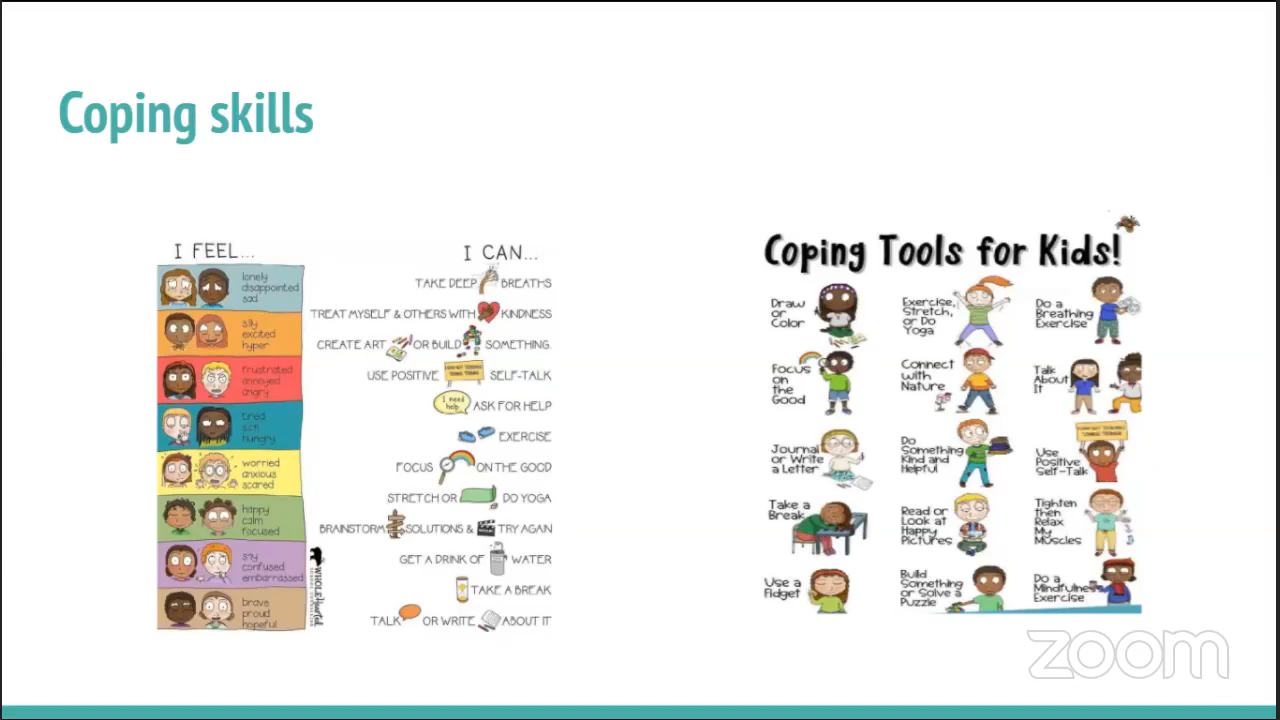 Coping skills
I FEEL...
lonely
disappointed
sad
silly
excited
hyper
frustrated
annoyed
angry
tired
sick
hungry
worried
anxious
scared
happy
calm
focused
shy
confused
embarrassed
brave
proud
hopeful
WHOLEhearted
I CAN...
TAKE DEEP BREATHS
TREAT MYSELF & OTHERS WITH KINDNESS
CREATE ART OR BUILD SOMETHING.
USE POSITIVE SELF-TALK
I need
help
ASK FOR HELP
EXERCISE
FOCUS ON THE GOOD
STRETCH OR DO YOGA
BRAINSTORM SOLUTIONS & TRY AGAIN
GET A DRINK OF WATER
TAKE A BREAK
TALK OR WRITE ABOUT IT
Coping Tools for Kids!
Draw
or
Color
Exercise,
Stretch,
or Do
Yoga
Do a
Breathing
Exercise
Focus
on
the
Good
Connect
with
Nature
Talk
About
It
Journal
or Write
a Letter
Do
Something
Kind and
Helpful
Use
Positive
Self-Talk
Take a
Break
Read or
Look at
Happy
Pictures
Tighten
then
Relax
My
Muscles
Use a
Fidget
Build
Something
or Solve a
Puzzle
Do a
Mindfulness
Exercise
zoom